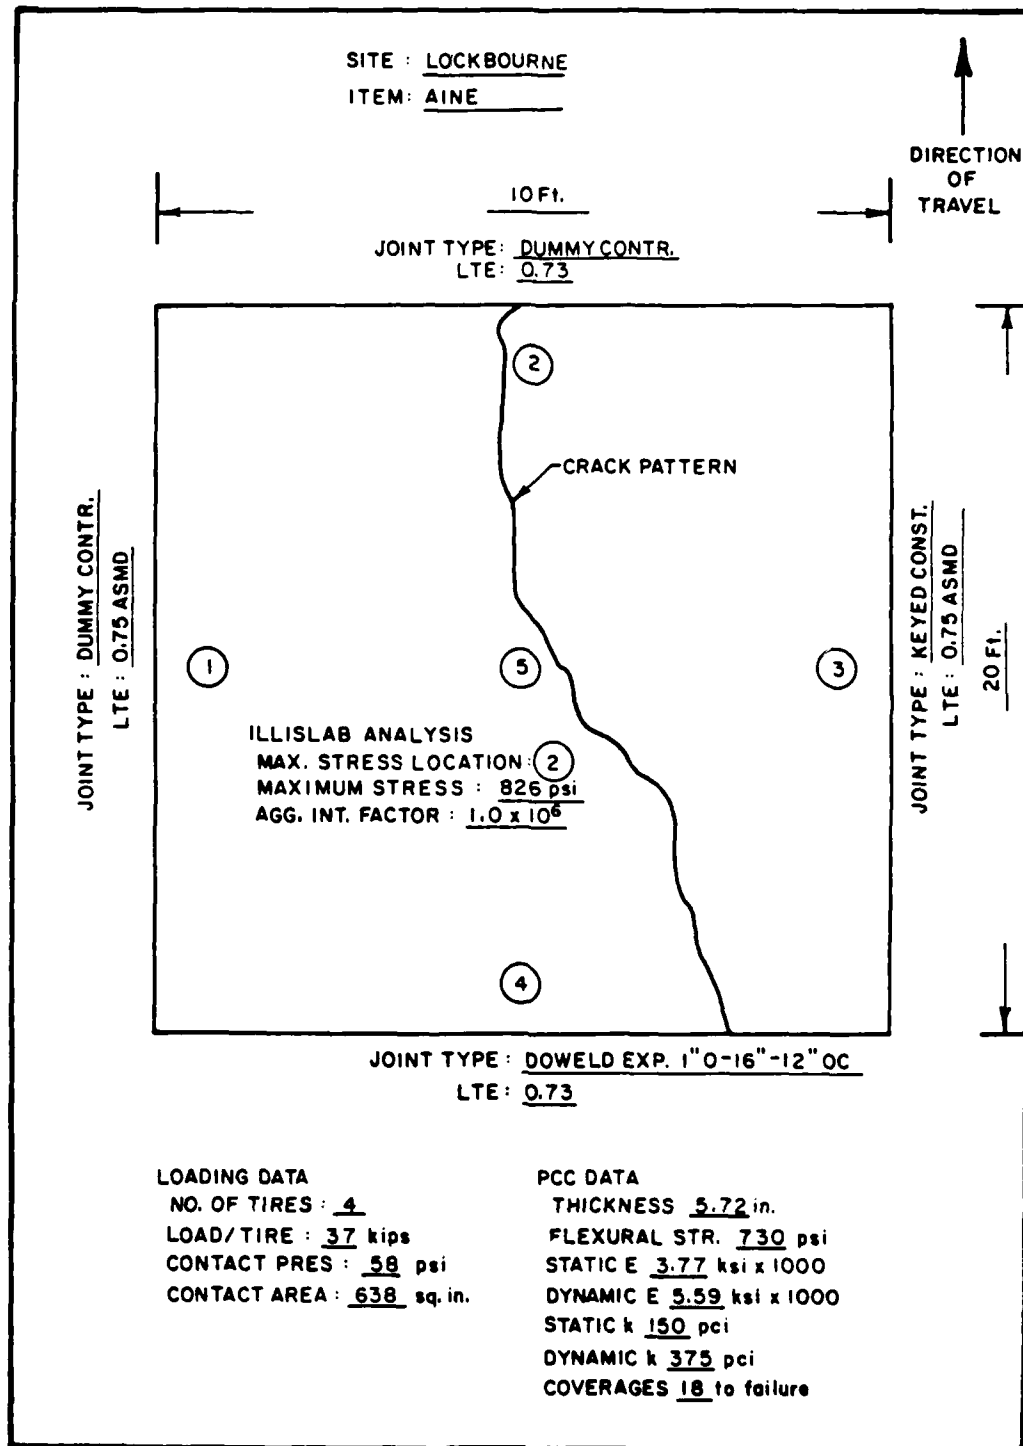 SITE : LOCKBOURNE
ITEM: AINE
DIRECTION
OF
TRAVEL
10 Ft.
JOINT TYPE: DUMMY CONTR.
LTE: 0.73
2
CRACK PATTERN
JOINT TYPE : DUMMY CONTR.
LTE : 0.75 ASMD
1
5
3
JOINT TYPE : KEYED CONST.
LTE : 0.75 ASMD
20 Ft.
ILLISLAB ANALYSIS
MAX. STRESS LOCATION: 2
MAXIMUM STRESS : 826 psi
AGG. INT. FACTOR : 1.0 x 10⁶
4
JOINT TYPE : DOWELD EXP. 1"0-16"-12" OC
LTE: 0.73
LOADING DATA
NO. OF TIRES : 4
LOAD/TIRE : 37 kips
CONTACT PRES : 58 psi
CONTACT AREA : 638 sq. in.
PCC DATA
THICKNESS 5.72 in.
FLEXURAL STR. 730 psi
STATIC E 3.77 ksi x 1000
DYNAMIC E 5.59 ksi x 1000
STATIC k 150 pci
DYNAMIC k 375 pci
COVERAGES 18 to failure